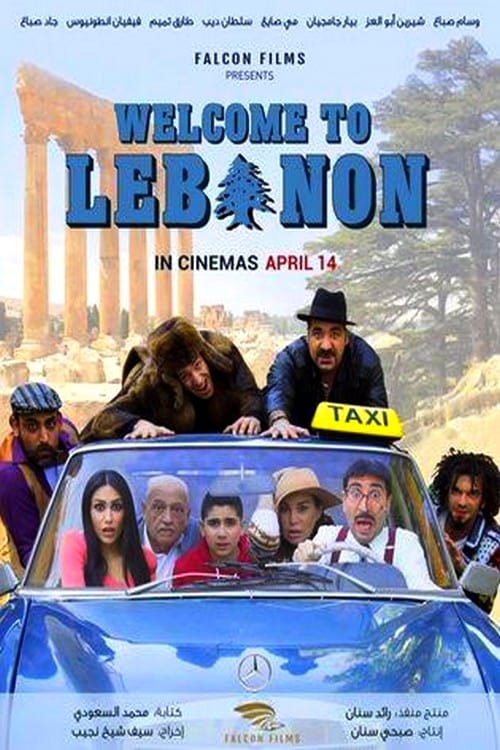 وسام صباغ شيرين أبو العز بيار جامجيان مي صايغ سلطان ديب طارق تميم فيفيان انطونيوس جاد صباغ
FALCON FILMS
PRESENTS
WELCOME TO
LEBANON
IN CINEMAS APRIL 14
TAXI
منتج منفذ: رائد سنان
كتابة: محمد السعودي
إنتاج: صبحي سنان
إخراج: سيف شيخ نجيب
FALCON FILMS